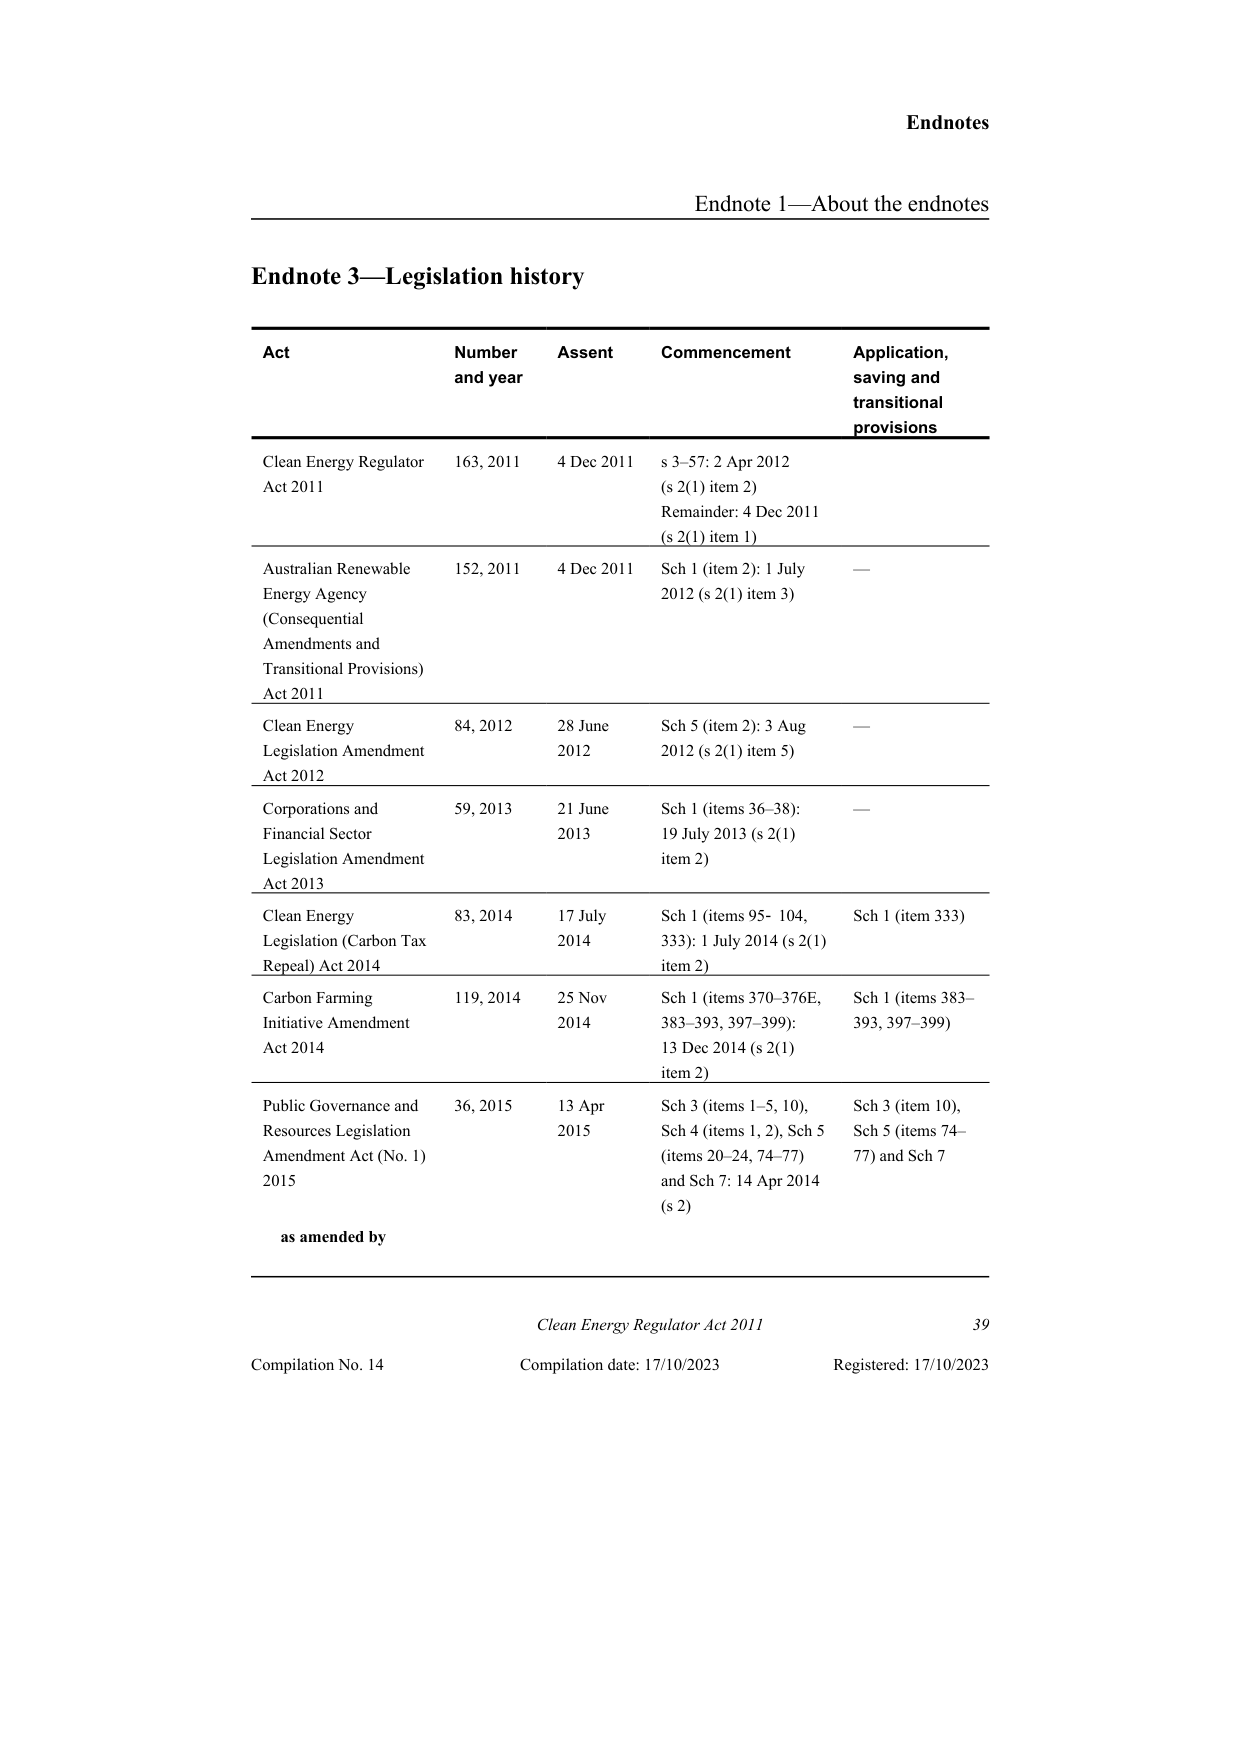 Endnotes
Endnote 1—About the endnotes
Endnote 3—Legislation history
Act
Number
and year
Assent
Commencement
Application,
saving and
transitional
provisions
Clean Energy Regulator
Act 2011
163, 2011
4 Dec 2011
s 3–57: 2 Apr 2012
(s 2(1) item 2)
Remainder: 4 Dec 2011
(s 2(1) item 1)
Australian Renewable
Energy Agency
(Consequential
Amendments and
Transitional Provisions)
Act 2011
152, 2011
4 Dec 2011
Sch 1 (item 2): 1 July
2012 (s 2(1) item 3)
—
Clean Energy
Legislation Amendment
Act 2012
84, 2012
28 June
2012
Sch 5 (item 2): 3 Aug
2012 (s 2(1) item 5)
—
Corporations and
Financial Sector
Legislation Amendment
Act 2013
59, 2013
21 June
2013
Sch 1 (items 36–38):
19 July 2013 (s 2(1)
item 2)
—
Clean Energy
Legislation (Carbon Tax
Repeal) Act 2014
83, 2014
17 July
2014
Sch 1 (items 95- 104,
333): 1 July 2014 (s 2(1)
item 2)
Sch 1 (item 333)
Carbon Farming
Initiative Amendment
Act 2014
119, 2014
25 Nov
2014
Sch 1 (items 370–376E,
383–393, 397–399):
13 Dec 2014 (s 2(1)
item 2)
Sch 1 (items 383–
393, 397–399)
Public Governance and
Resources Legislation
Amendment Act (No. 1)
2015
36, 2015
13 Apr
2015
Sch 3 (items 1–5, 10),
Sch 4 (items 1, 2), Sch 5
(items 20–24, 74–77)
and Sch 7: 14 Apr 2014
(s 2)
Sch 3 (item 10),
Sch 5 (items 74–
77) and Sch 7
as amended by
Clean Energy Regulator Act 2011
39
Compilation No. 14
Compilation date: 17/10/2023
Registered: 17/10/2023